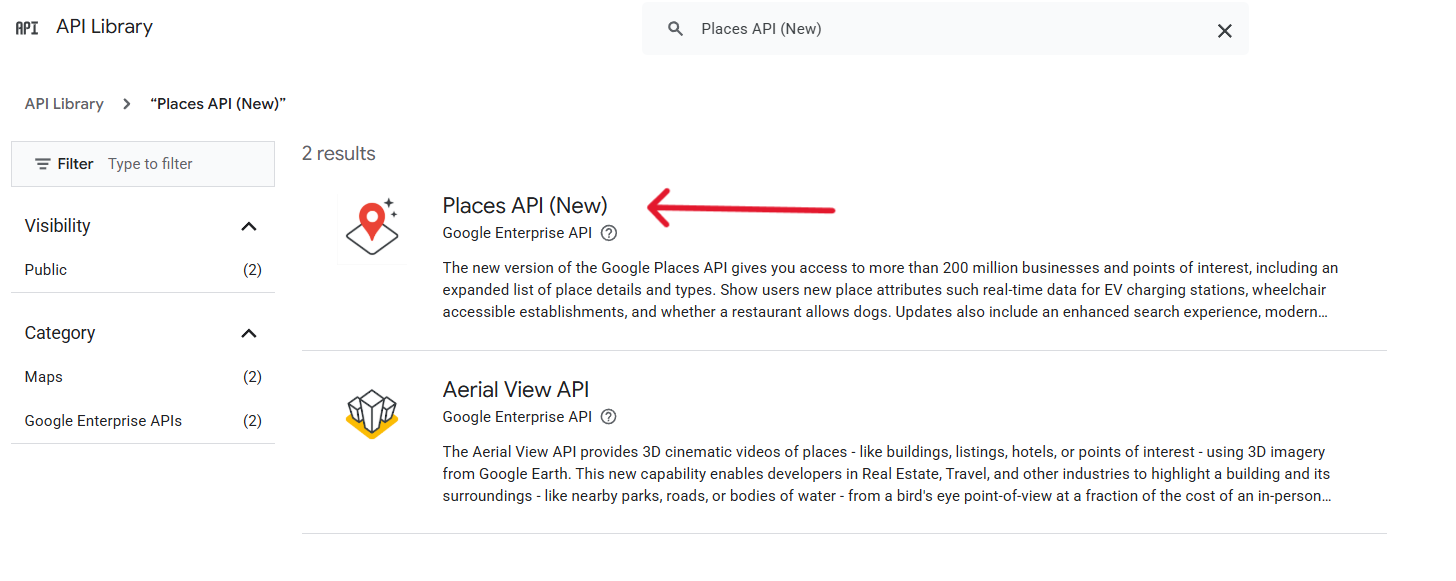 API API Library
Places API (New)
API Library > “Places API (New)”
Filter Type to filter
2 results
Visibility
Public (2)
Category
Maps (2)
Google Enterprise APIs (2)
Places API (New)
Google Enterprise API
The new version of the Google Places API gives you access to more than 200 million businesses and points of interest, including an
expanded list of place details and types. Show users new place attributes such real-time data for EV charging stations, wheelchair
accessible establishments, and whether a restaurant allows dogs. Updates also include an enhanced search experience, modern…
Aerial View API
Google Enterprise API
The Aerial View API provides 3D cinematic videos of places - like buildings, listings, hotels, or points of interest - using 3D imagery
from Google Earth. This new capability enables developers in Real Estate, Travel, and other industries to highlight a building and its
surroundings - like nearby parks, roads, or bodies of water - from a bird's eye point-of-view at a fraction of the cost of an in-person…